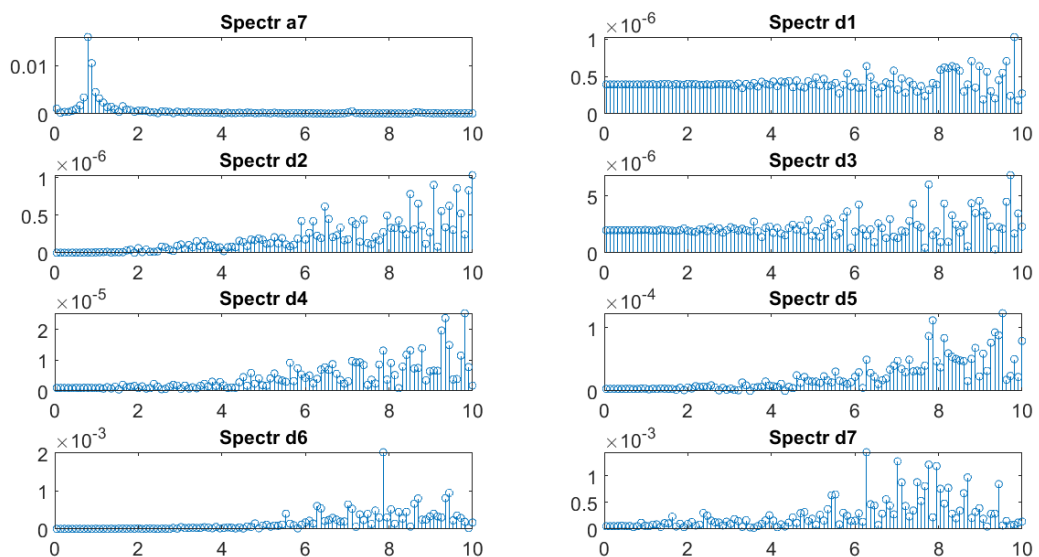 Spectr a7
0.01
0
0 2 4 6 8 10
Spectr d1
×10-6
1
0.5
0
0 2 4 6 8 10
Spectr d2
×10-6
1
0.5
0
0 2 4 6 8 10
Spectr d3
×10-6
5
0
0 2 4 6 8 10
Spectr d4
×10-5
2
1
0
0 2 4 6 8 10
Spectr d5
×10-4
1
0
0 2 4 6 8 10
Spectr d6
×10-3
2
1
0
0 2 4 6 8 10
Spectr d7
×10-3
1
0.5
0
0 2 4 6 8 10